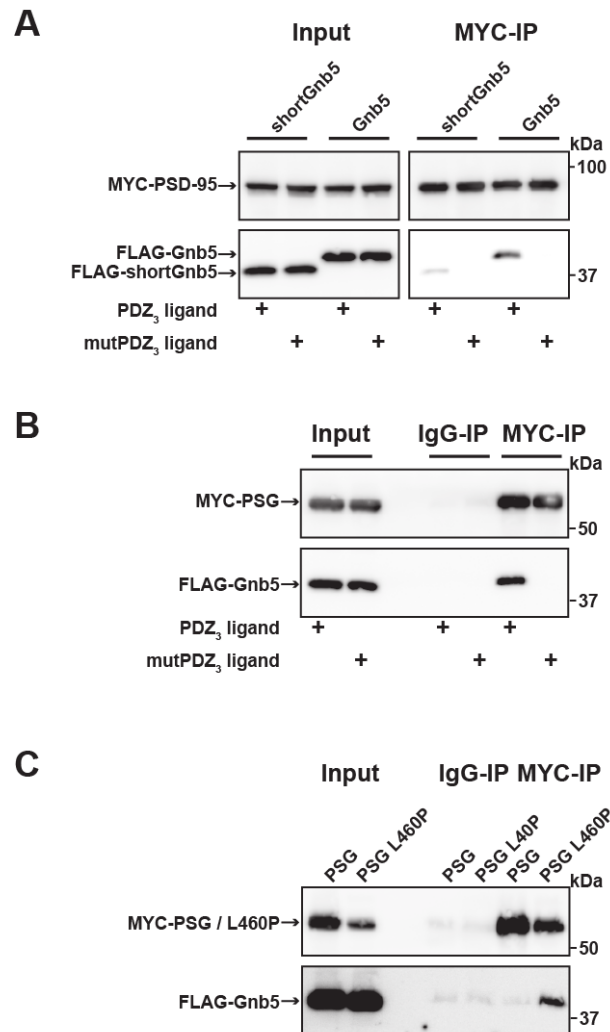 A
Input MYC-IP
shortGnb5 Gnb5 shortGnb5 Gnb5
kDa
MYC-PSD-95→ -100
FLAG-Gnb5→
FLAG-shortGnb5→ -37
PDZ3 ligand + + + +
mutPDZ3 ligand + + + +
B
Input IgG-IP MYC-IP
kDa
MYC-PSG→
-50
FLAG-Gnb5→
-37
PDZ3 ligand + + +
mutPDZ3 ligand + + +
C
Input IgG-IP MYC-IP
PSG PSG L460P PSG PSG L40P PSG PSG L460P
kDa
MYC-PSG / L460P→
-50
FLAG-Gnb5→
-37